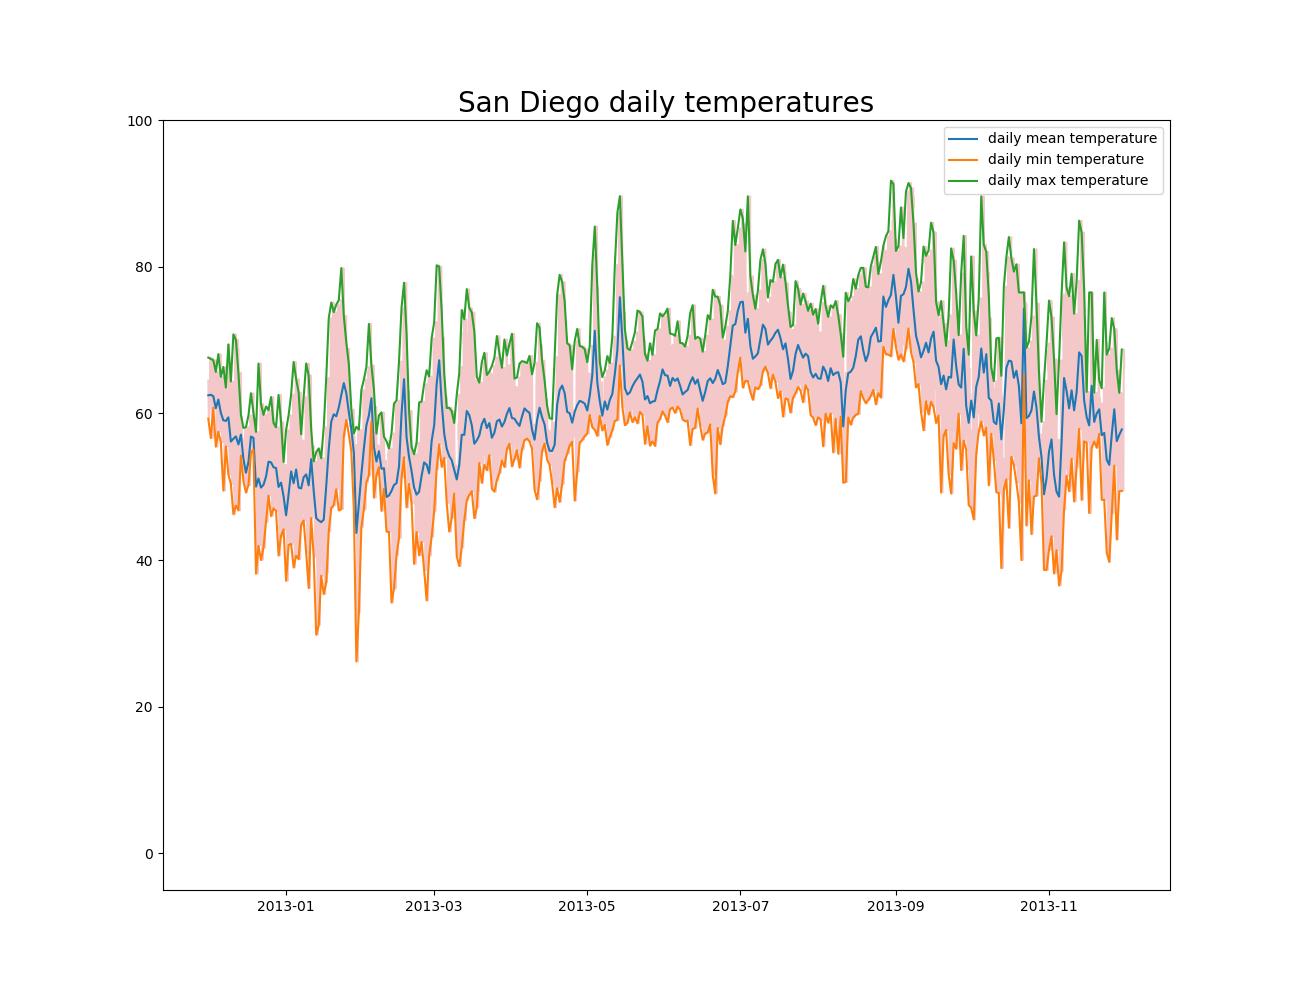 San Diego daily temperatures
100
80
60
40
20
0
daily mean temperature
daily min temperature
daily max temperature
2013-01 2013-03 2013-05 2013-07 2013-09 2013-11